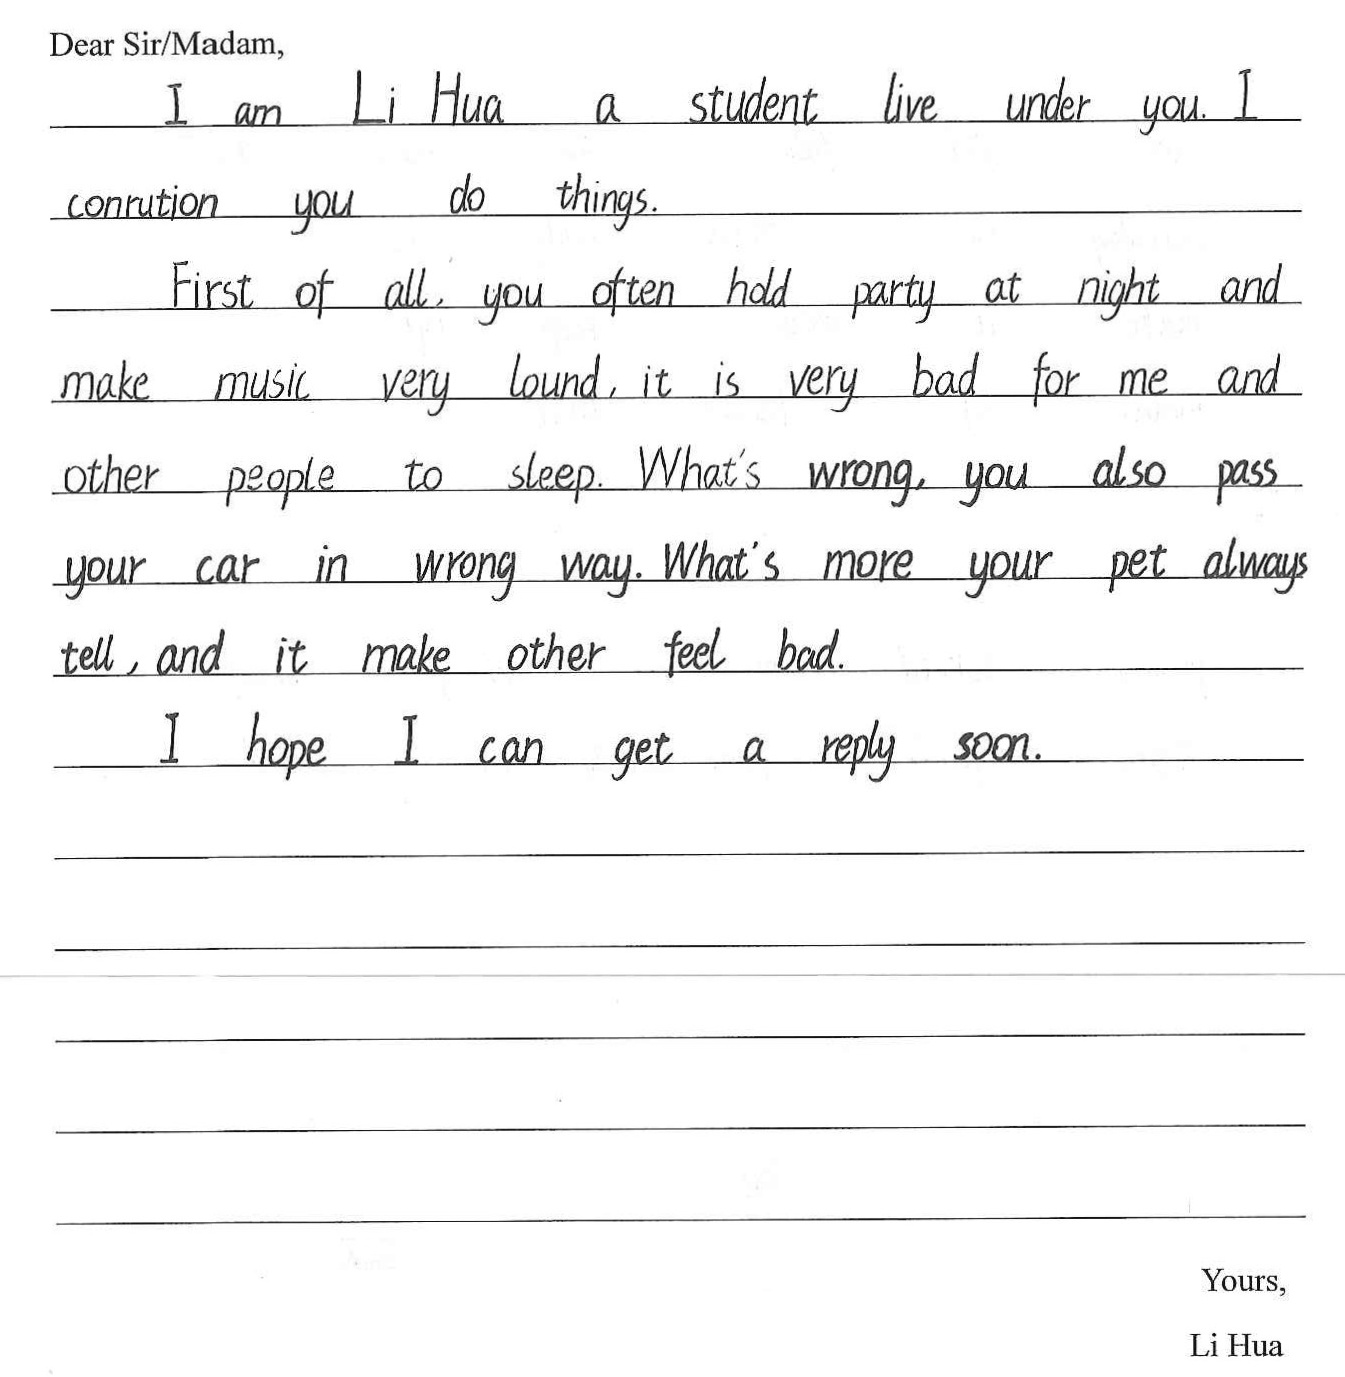 Dear Sir/Madam,
I am Li Hua a student live under you. I
conrution you do things.
First of all, you often hold party at night and
make music very lound, it is very bad for me and
other people to sleep. What's wrong, you also pass
your car in wrong way. What's more your pet always
tell, and it make other feel bad.
I hope I can get a reply soon.
Yours,
Li Hua